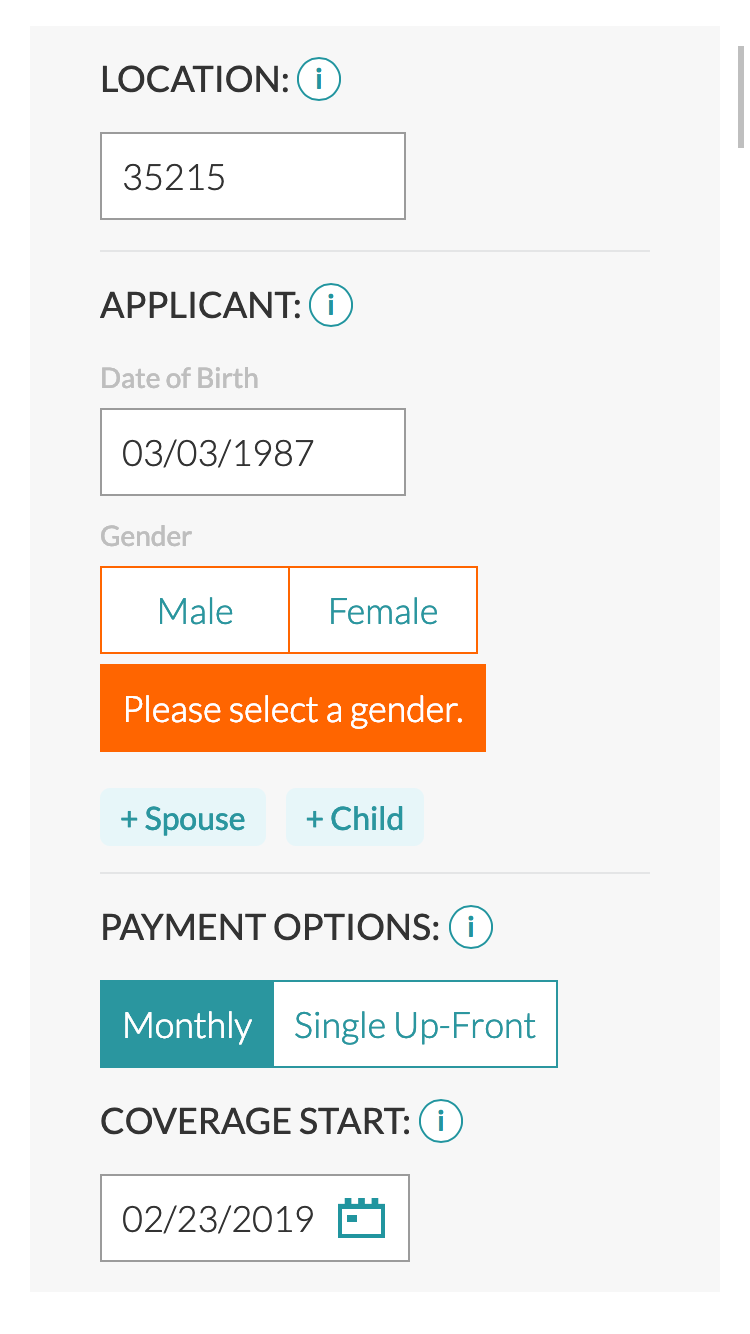 LOCATION: i
35215
APPLICANT: i
Date of Birth
03/03/1987
Gender
Male Female
Please select a gender.
+ Spouse + Child
PAYMENT OPTIONS: i
Monthly Single Up-Front
COVERAGE START: i
02/23/2019